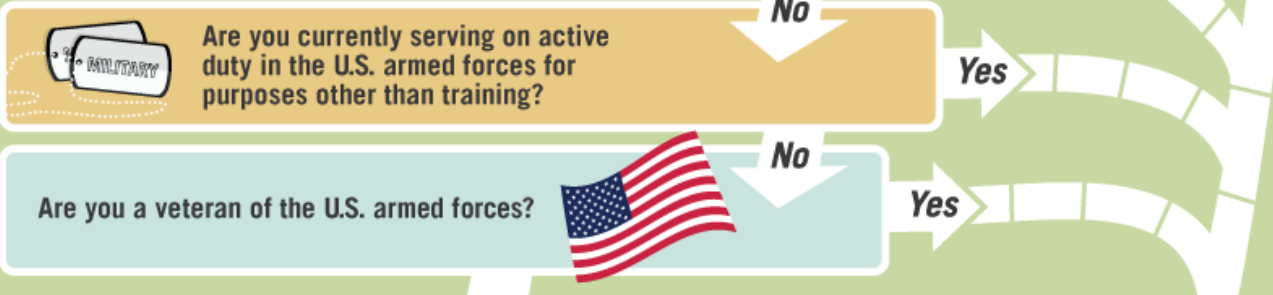 No
MILITARY
Are you currently serving on active
duty in the U.S. armed forces for
purposes other than training?
Yes
No
Are you a veteran of the U.S. armed forces?
Yes